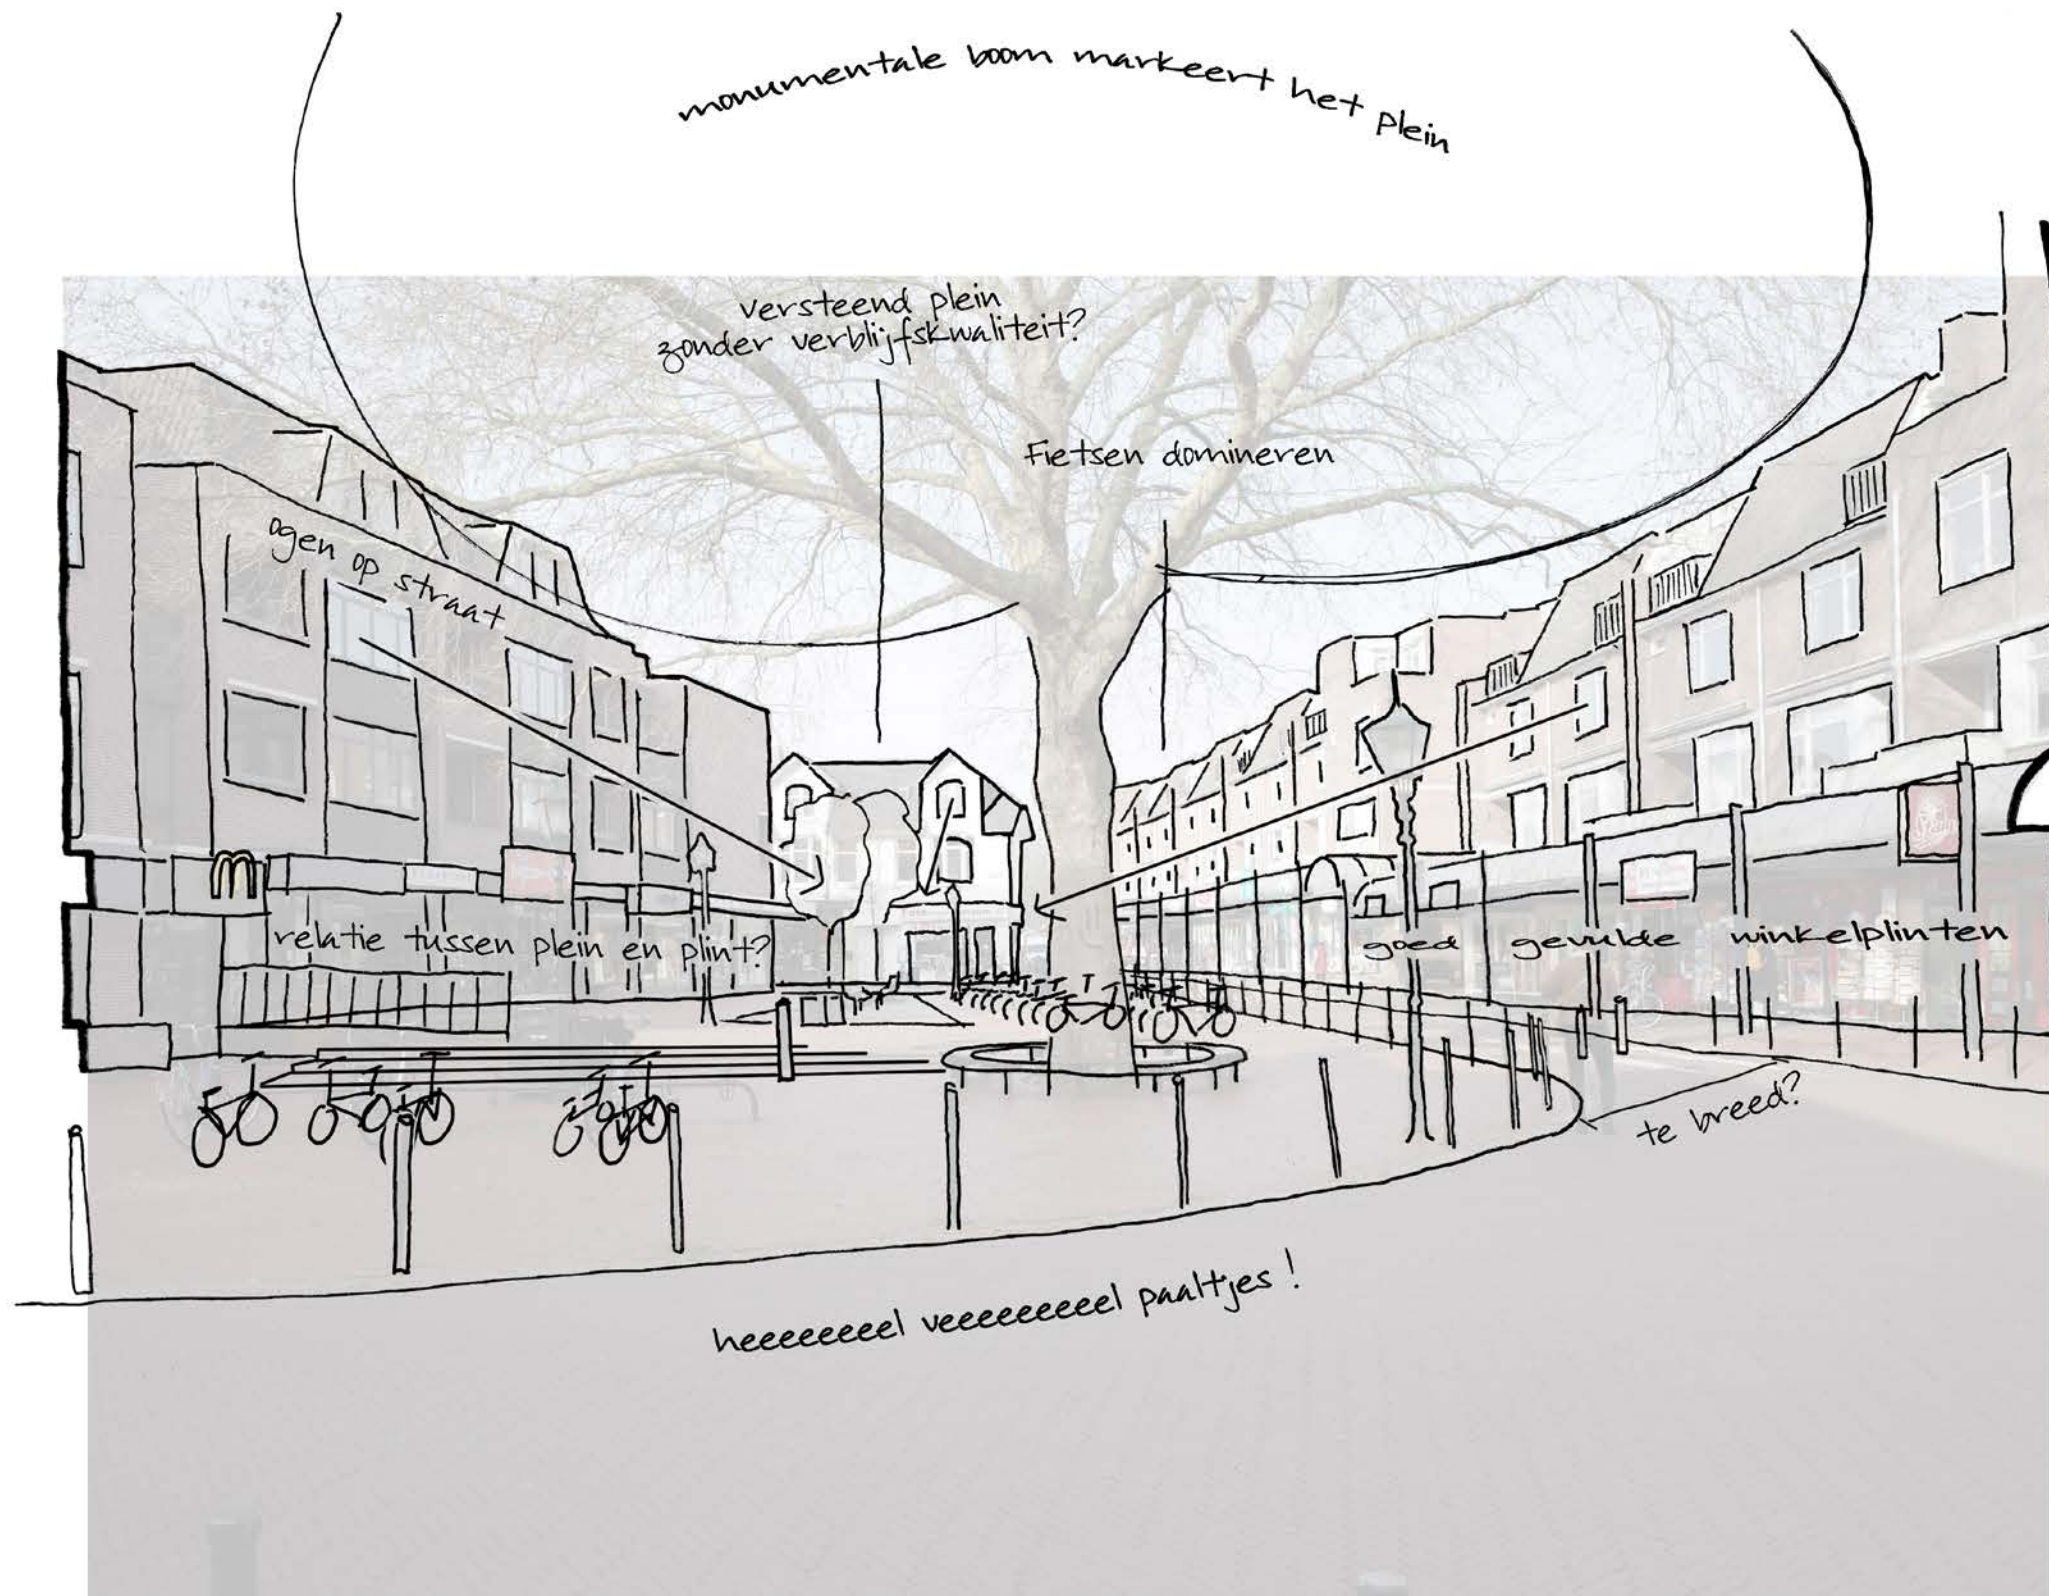 monumentale boom markeert het plein
versteend plein
zonder verblijfskwaliteit?
Fietsen domineren
ogen op straat
relatie tussen plein en plint?
goed gevulde winkelplinten
te breed?
heeeeeeeel veeeeeeeeel paaltjes!